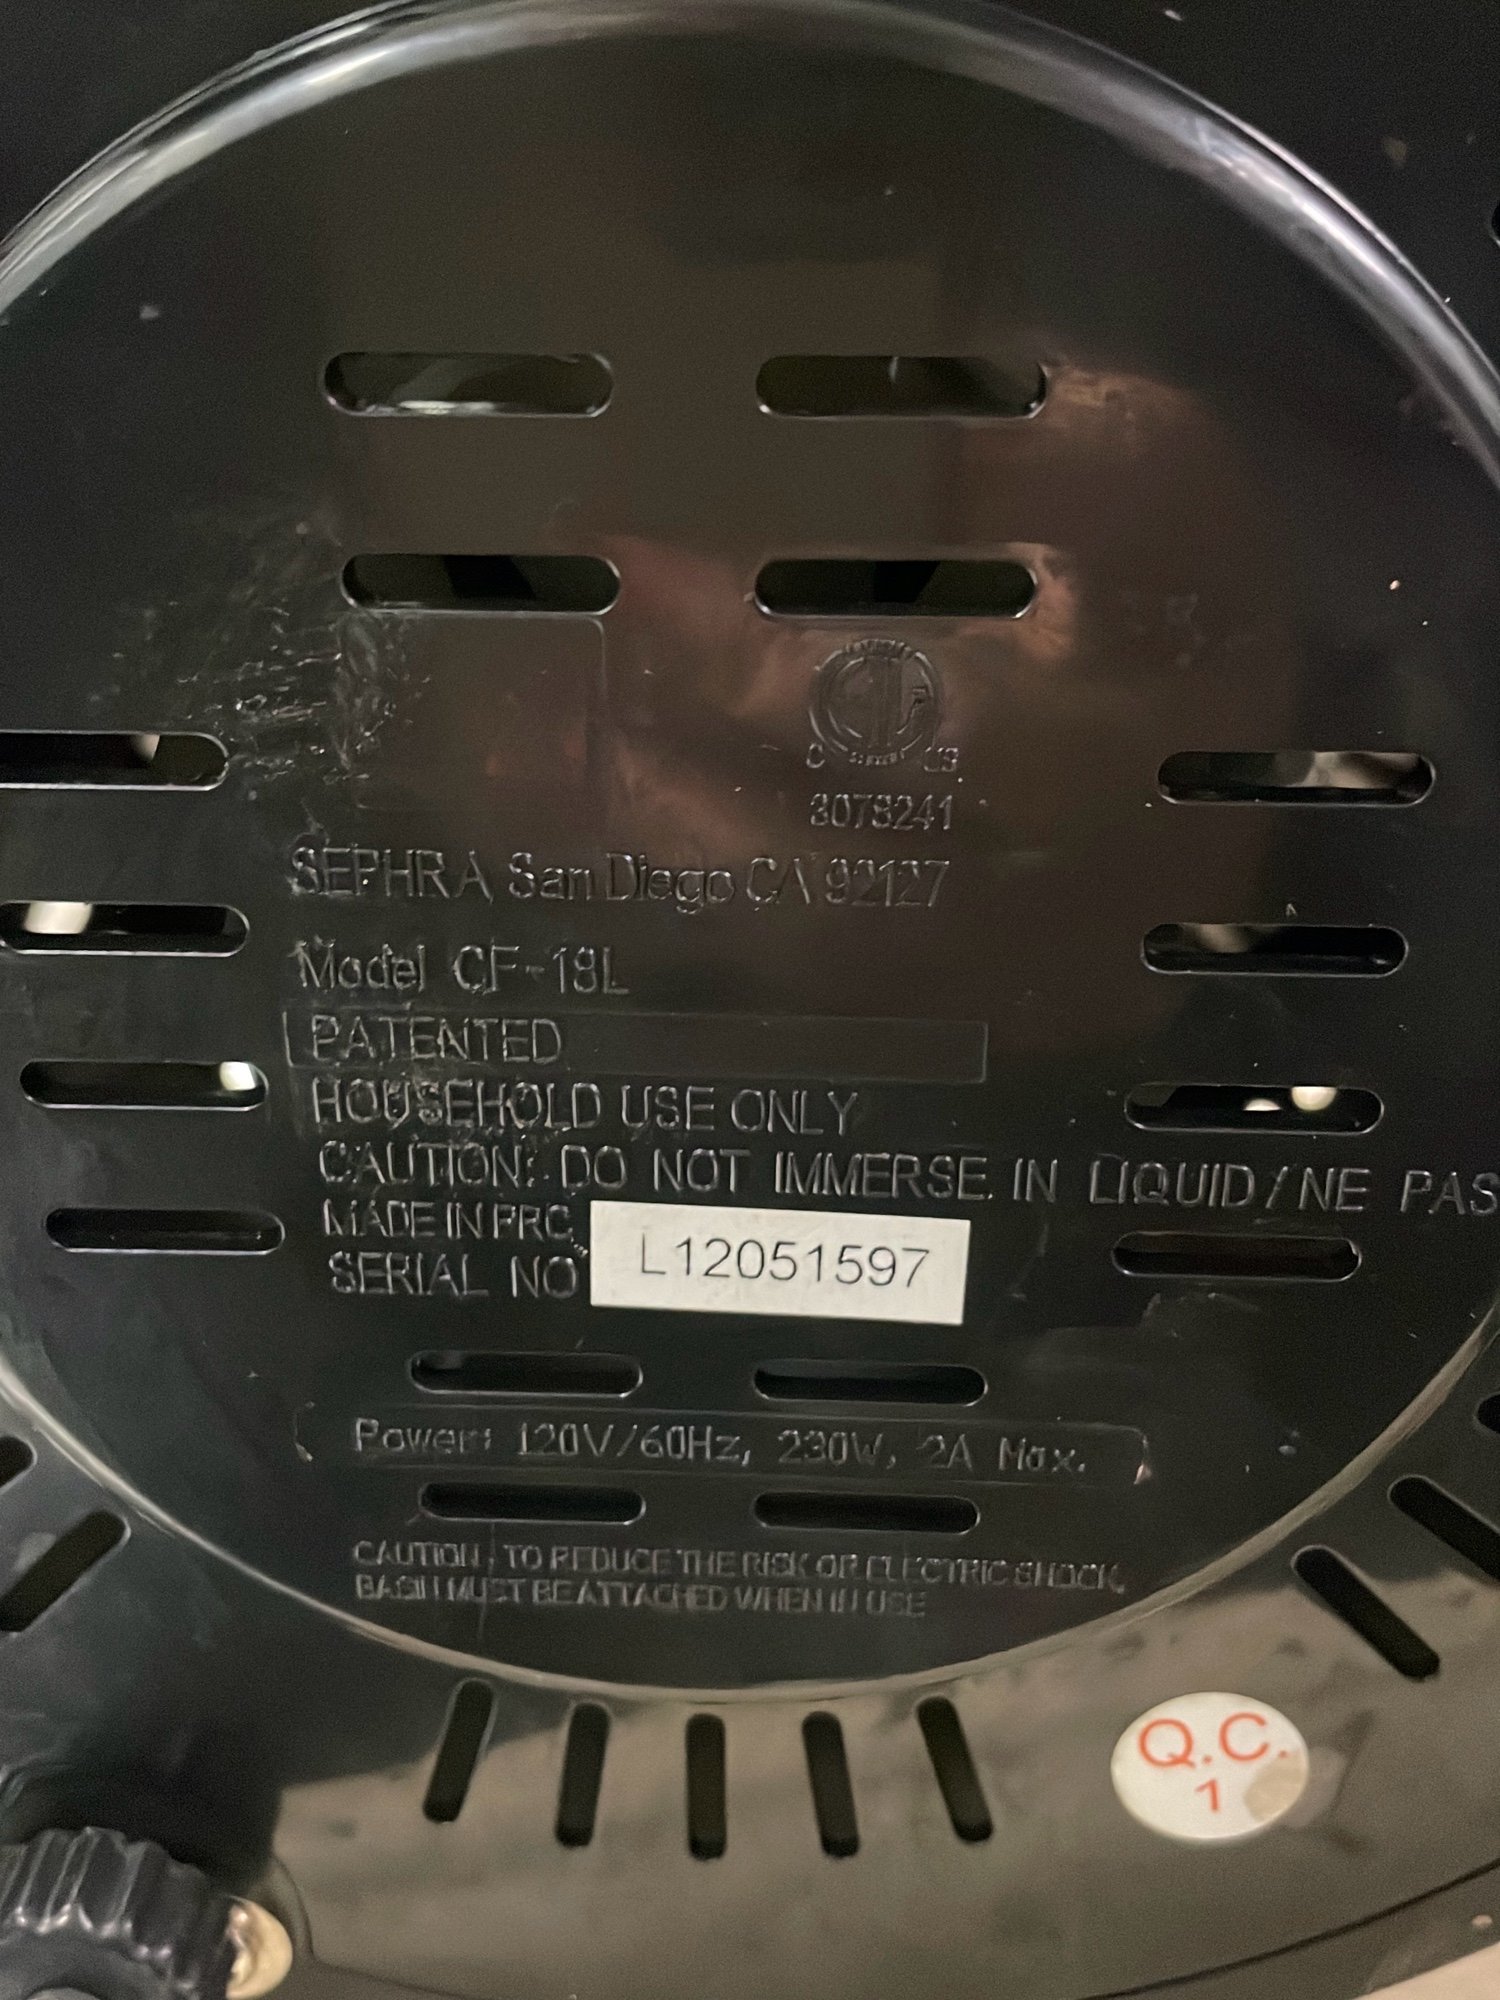 C US
3078241
SEPHRA San Diego CA 92127
Model CF-18L
PATENTED
HOUSEHOLD USE ONLY
CAUTION: DO NOT IMMERSE IN LIQUID/NE PAS
MADE IN PRC
SERIAL NO L12051597
Power: 120V/60Hz, 230W, 2A Max.
CAUTION: TO REDUCE THE RISK OF ELECTRIC SHOCK,
BASIN MUST BE ATTACHED WHEN IN USE
Q.C.
1